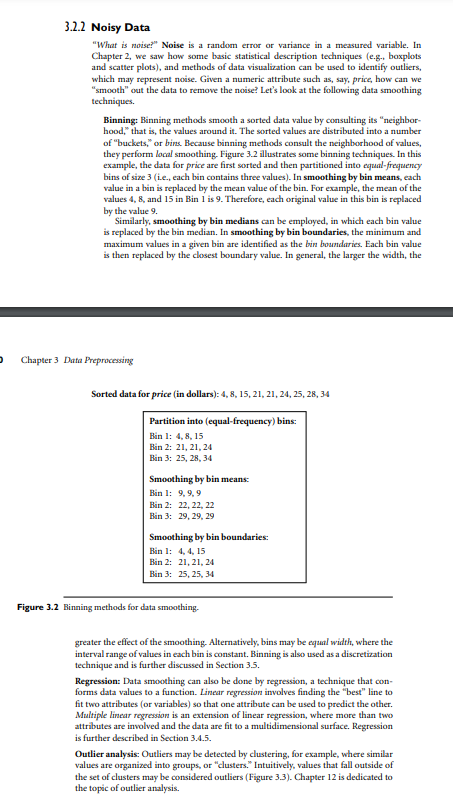 3.2.2 Noisy Data
"What is noise?" Noise is a random error or variance in a measured variable. In
Chapter 2, we saw how some basic statistical description techniques (e.g., boxplots
and scatter plots), and methods of data visualization can be used to identify outliers,
which may represent noise. Given a numeric attribute such as, say, price, how can we
"smooth" out the data to remove the noise? Let's look at the following data smoothing
techniques.
Binning: Binning methods smooth a sorted data value by consulting its "neighbor-
hood," that is, the values around it. The sorted values are distributed into a number
of "buckets," or bins. Because binning methods consult the neighborhood of values,
they perform local smoothing. Figure 3.2 illustrates some binning techniques. In this
example, the data for price are first sorted and then partitioned into equal-frequency
bins of size 3 (i.e., each bin contains three values). In smoothing by bin means, each
value in a bin is replaced by the mean value of the bin. For example, the mean of the
values 4, 8, and 15 in Bin 1 is 9. Therefore, each original value in this bin is replaced
by the value 9.
Similarly, smoothing by bin medians can be employed, in which each bin value
is replaced by the bin median. In smoothing by bin boundaries, the minimum and
maximum values in a given bin are identified as the bin boundaries. Each bin value
is then replaced by the closest boundary value. In general, the larger the width, the
Chapter 3 Data Preprocessing
Sorted data for price (in dollars): 4, 8, 15, 21, 21, 24, 25, 28, 34
Partition into (equal-frequency) bins:
Bin 1: 4, 8, 15
Bin 2: 21, 21, 24
Bin 3: 25, 28, 34
Smoothing by bin means:
Bin 1: 9, 9, 9
Bin 2: 22, 22, 22
Bin 3: 29, 29, 29
Smoothing by bin boundaries:
Bin 1: 4, 4, 15
Bin 2: 21, 21, 24
Bin 3: 25, 25, 34
Figure 3.2 Binning methods for data smoothing.
greater the effect of the smoothing. Alternatively, bins may be equal width, where the
interval range of values in each bin is constant. Binning is also used as a discretization
technique and is further discussed in Section 3.5.
Regression: Data smoothing can also be done by regression, a technique that con-
forms data values to a function. Linear regression involves finding the "best" line to
fit two attributes (or variables) so that one attribute can be used to predict the other.
Multiple linear regression is an extension of linear regression, where more than two
attributes are involved and the data are fit to a multidimensional surface. Regression
is further described in Section 3.4.5.
Outlier analysis: Outliers may be detected by clustering, for example, where similar
values are organized into groups, or "clusters." Intuitively, values that fall outside of
the set of clusters may be considered outliers (Figure 3.3). Chapter 12 is dedicated to
the topic of outlier analysis.